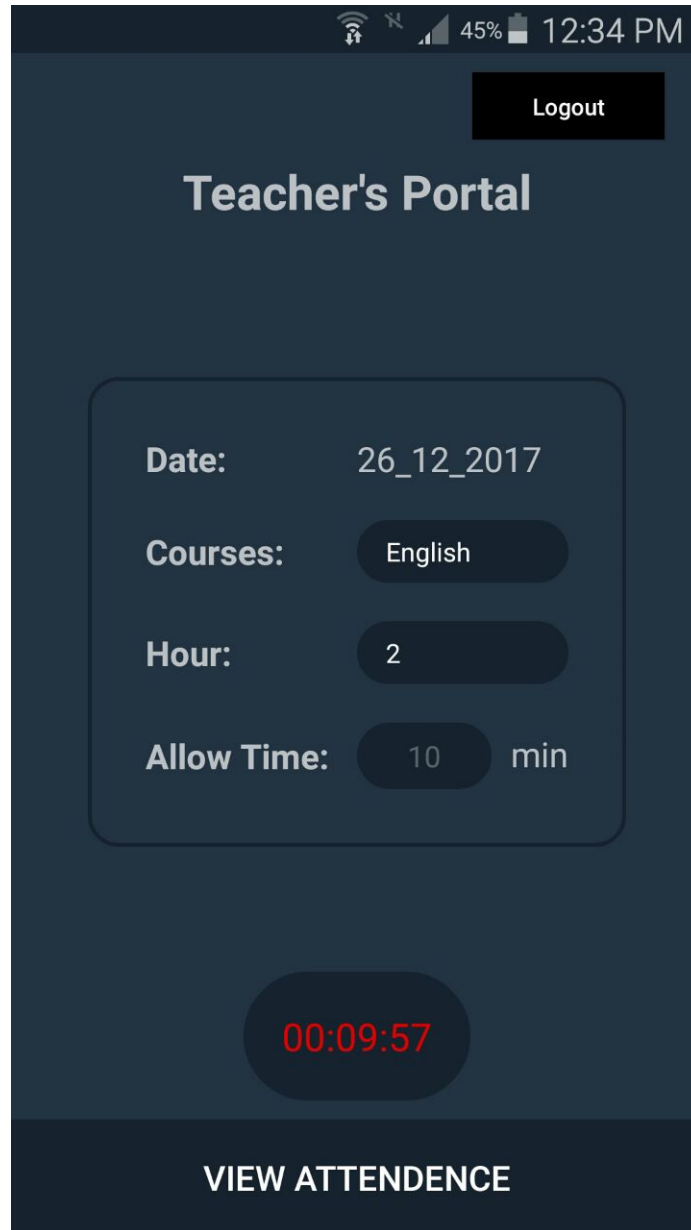 45% 12:34 PM
Logout
Teacher's Portal
Date: 26_12_2017
Courses: English
Hour: 2
Allow Time: 10 min
00:09:57
VIEW ATTENDENCE